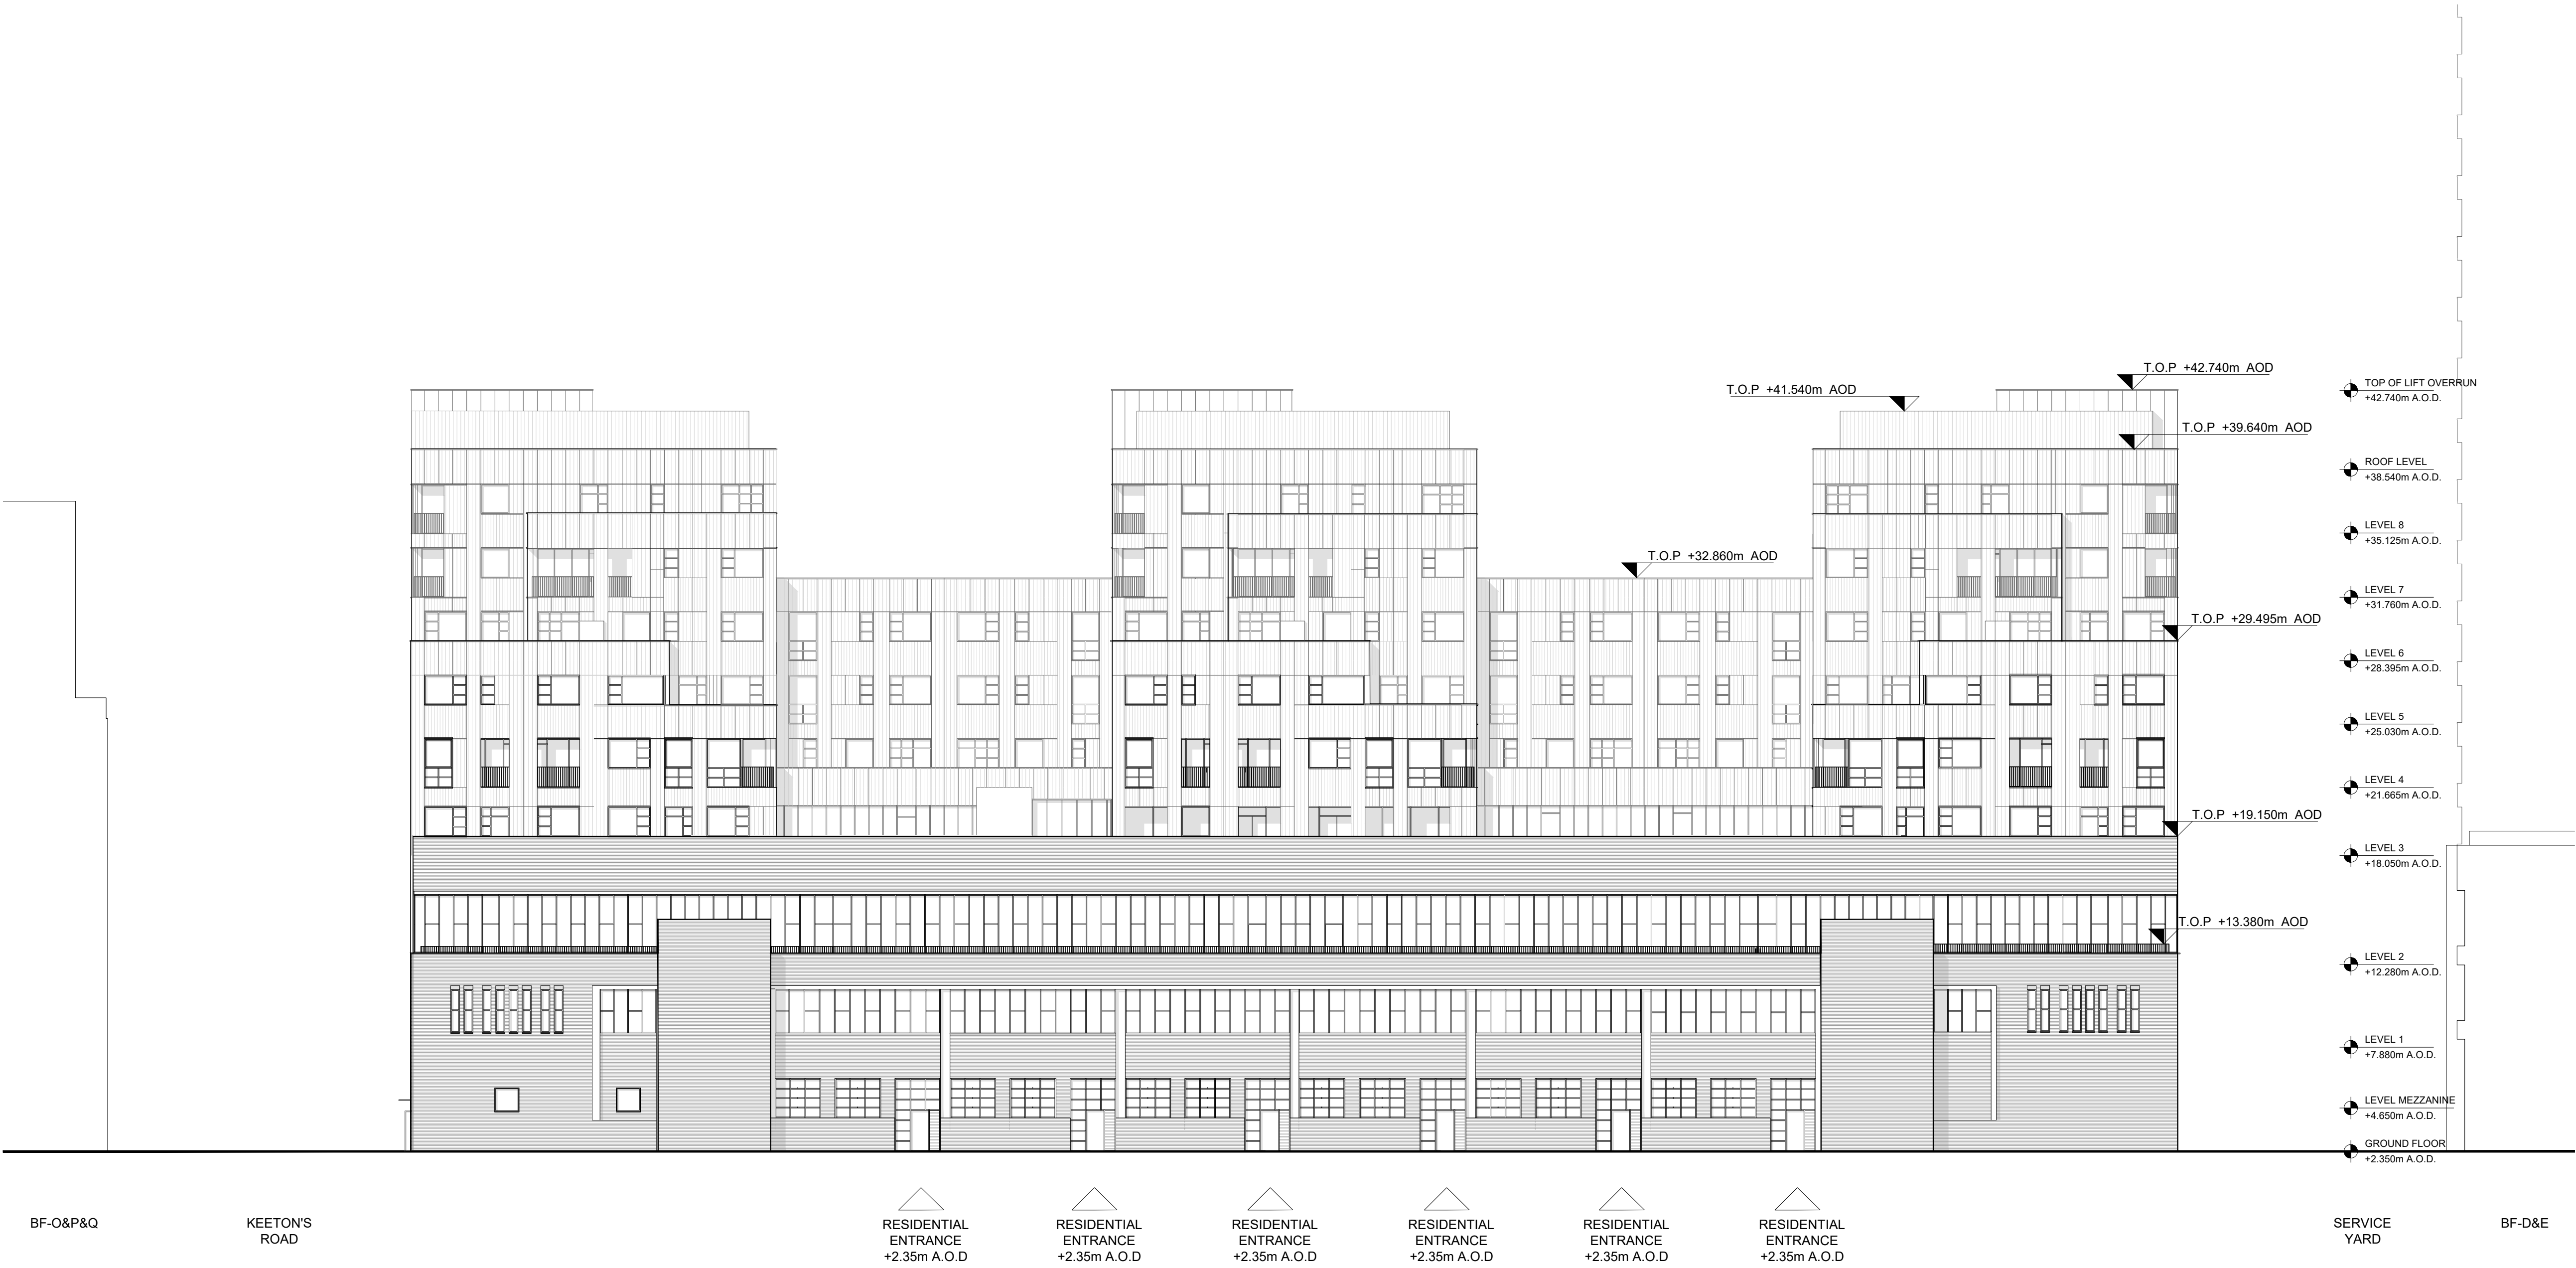 T.O.P +42.740m AOD
TOP OF LIFT OVERRUN
+42.740m A.O.D.
T.O.P +41.540m AOD
T.O.P +39.640m AOD
ROOF LEVEL
+38.540m A.O.D.
LEVEL 8
+35.125m A.O.D.
T.O.P +32.860m AOD
LEVEL 7
+31.760m A.O.D.
T.O.P +29.495m AOD
LEVEL 6
+28.395m A.O.D.
LEVEL 5
+25.030m A.O.D.
LEVEL 4
+21.665m A.O.D.
T.O.P +19.150m AOD
LEVEL 3
+18.050m A.O.D.
T.O.P +13.380m AOD
LEVEL 2
+12.280m A.O.D.
LEVEL 1
+7.880m A.O.D.
LEVEL MEZZANINE
+4.650m A.O.D.
GROUND FLOOR
+2.350m A.O.D.
BF-O&P&Q
KEETON'S
ROAD
RESIDENTIAL
ENTRANCE
+2.35m A.O.D
RESIDENTIAL
ENTRANCE
+2.35m A.O.D
RESIDENTIAL
ENTRANCE
+2.35m A.O.D
RESIDENTIAL
ENTRANCE
+2.35m A.O.D
RESIDENTIAL
ENTRANCE
+2.35m A.O.D
RESIDENTIAL
ENTRANCE
+2.35m A.O.D
SERVICE
YARD
BF-D&E